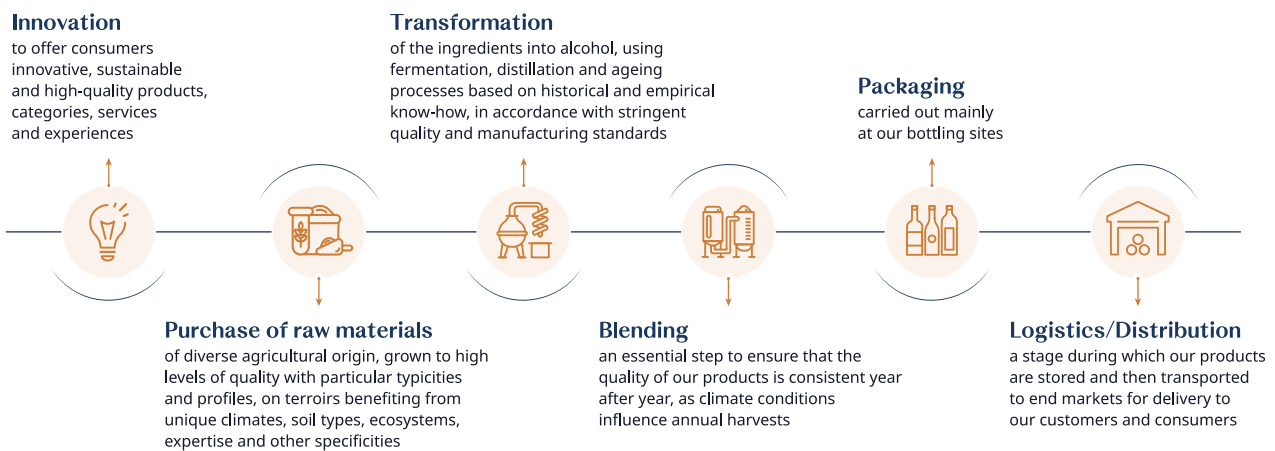 Innovation
to offer consumers
innovative, sustainable
and high-quality products,
categories, services
and experiences
Purchase of raw materials
of diverse agricultural origin, grown to high
levels of quality with particular typicities
and profiles, on terroirs benefiting from
unique climates, soil types, ecosystems,
expertise and other specificities
Transformation
of the ingredients into alcohol, using
fermentation, distillation and ageing
processes based on historical and empirical
know-how, in accordance with stringent
quality and manufacturing standards
Blending
an essential step to ensure that the
quality of our products is consistent year
after year, as climate conditions
influence annual harvests
Packaging
carried out mainly
at our bottling sites
Logistics/Distribution
a stage during which our products
are stored and then transported
to end markets for delivery to
our customers and consumers